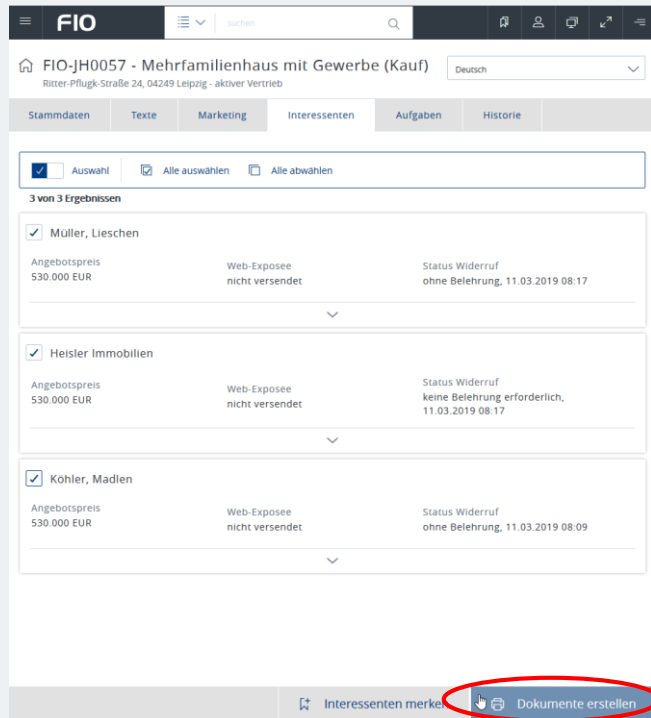 FIO
suchen
FIO-JH0057 - Mehrfamilienhaus mit Gewerbe (Kauf)
Deutsch
Ritter-Pflugk-Straße 24, 04249 Leipzig - aktiver Vertrieb
Stammdaten Texte Marketing Interessenten Aufgaben Historie
Auswahl Alle auswählen Alle abwählen
3 von 3 Ergebnissen
Müller, Lieschen
Angebotspreis Web-Exposee Status Widerruf
530.000 EUR nicht versendet ohne Belehrung, 11.03.2019 08:17
Heisler Immobilien
Angebotspreis Web-Exposee Status Widerruf
530.000 EUR nicht versendet keine Belehrung erforderlich,
11.03.2019 08:17
Köhler, Madlen
Angebotspreis Web-Exposee Status Widerruf
530.000 EUR nicht versendet ohne Belehrung, 11.03.2019 08:09
Interessenten merken Dokumente erstellen